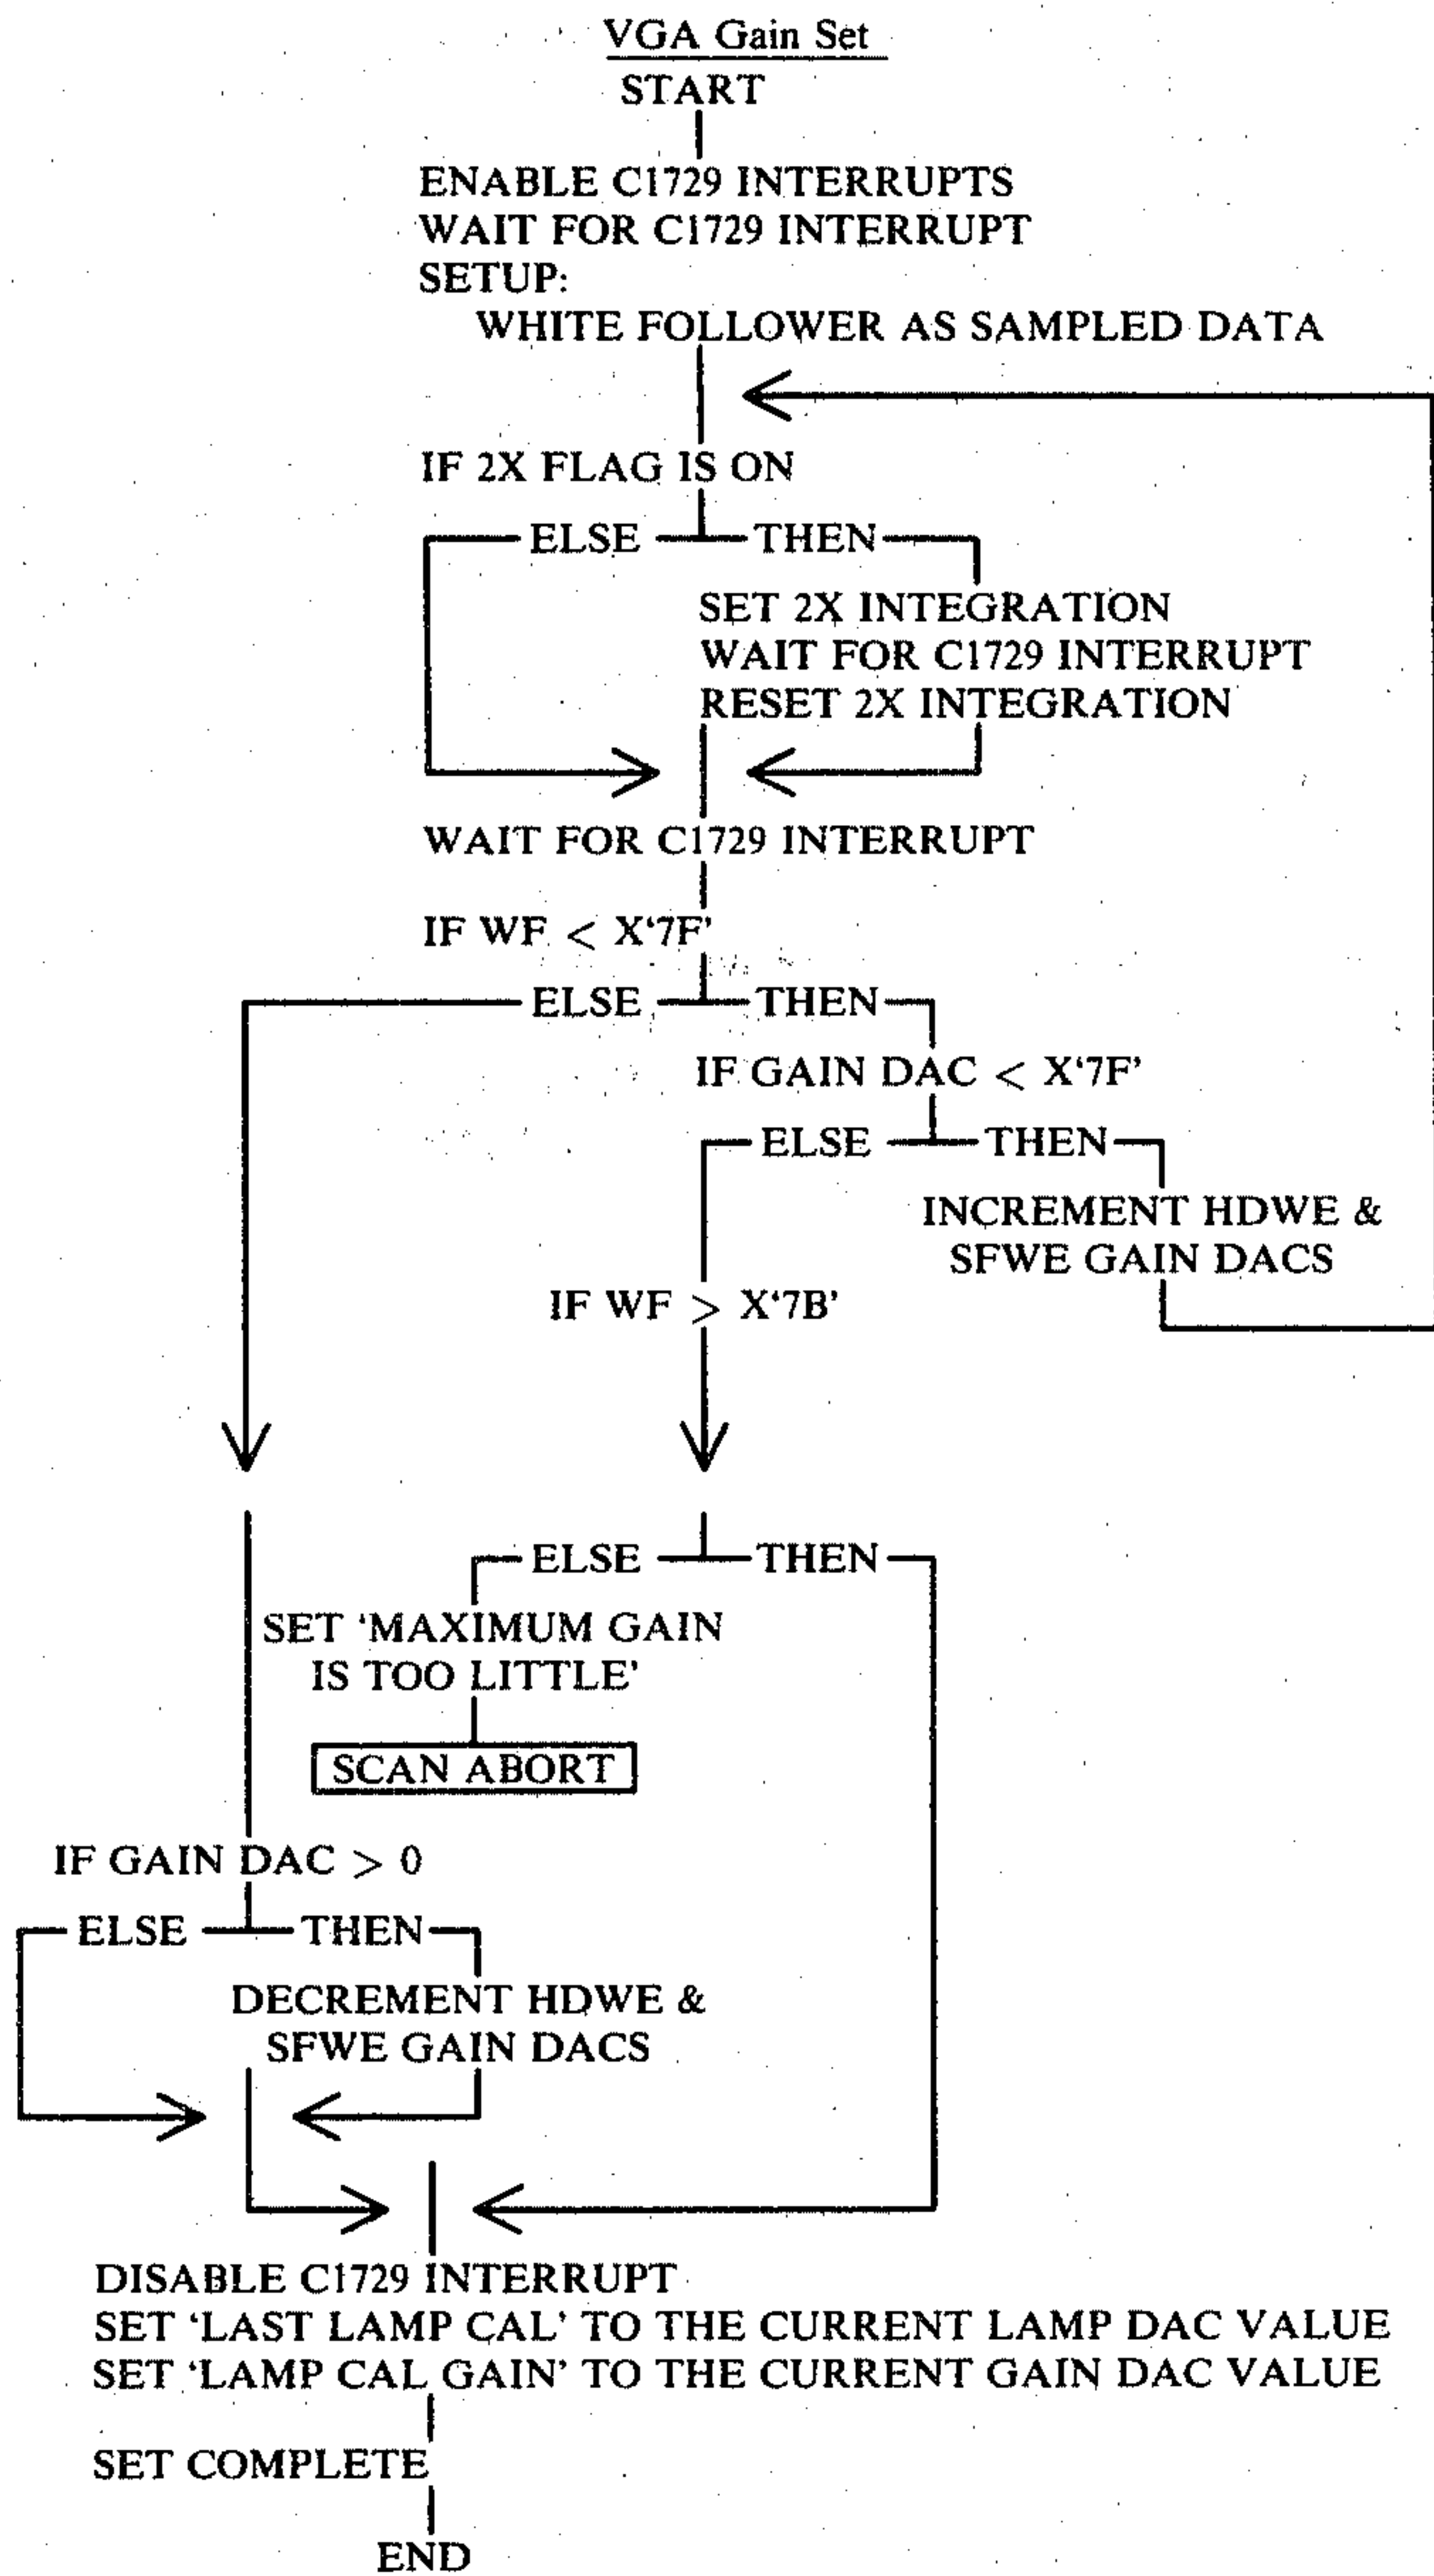 VGA Gain Set
START
ENABLE C1729 INTERRUPTS
WAIT FOR C1729 INTERRUPT
SETUP:
WHITE FOLLOWER AS SAMPLED DATA
IF 2X FLAG IS ON
ELSE THEN
SET 2X INTEGRATION
WAIT FOR C1729 INTERRUPT
RESET 2X INTEGRATION
WAIT FOR C1729 INTERRUPT
IF WF < X‘7F’
ELSE THEN
IF GAIN DAC < X‘7F’
ELSE THEN
INCREMENT HDWE &
SFWE GAIN DACS
IF WF > X‘7B’
ELSE THEN
SET ‘MAXIMUM GAIN
IS TOO LITTLE’
SCAN ABORT
IF GAIN DAC > 0
ELSE THEN
DECREMENT HDWE &
SFWE GAIN DACS
DISABLE C1729 INTERRUPT
SET ‘LAST LAMP CAL’ TO THE CURRENT LAMP DAC VALUE
SET ‘LAMP CAL GAIN’ TO THE CURRENT GAIN DAC VALUE
SET COMPLETE
END